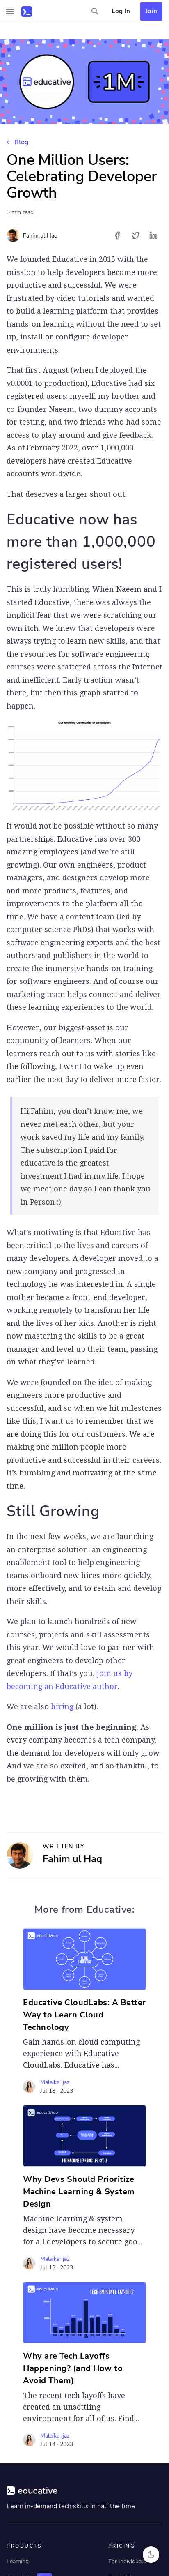 Log In
Join
educative
1M
Blog
One Million Users:
Celebrating Developer
Growth
3 min read
Fahim ul Haq
We founded Educative in 2015 with the
mission to help developers become more
productive and successful. We were
frustrated by video tutorials and wanted
to build a learning platform that provides
hands-on learning without the need to set
up, install or configure developer
environments.
That first August (when I deployed the
v0.0001 to production), Educative had six
registered users: myself, my brother and
co-founder Naeem, two dummy accounts
for testing, and two friends who had some
access to play around and give feedback.
As of February 2022, over 1,000,000
developers have created Educative
accounts worldwide.
That deserves a larger shout out:
Educative now has
more than 1,000,000
registered users!
This is truly humbling. When Naeem and I
started Educative, there was always the
implicit fear that we were scratching our
own itch. We knew that developers were
always trying to learn new skills, and that
the resources for software engineering
courses were scattered across the Internet
and inefficient. Early traction wasn't
there, but then this graph started to
happen.
Our Growing Community of Developers
It would not be possible without so many
partnerships. Educative has over 300
amazing employees (and we're still
growing). Our own engineers, product
managers, and designers develop more
and more products, features, and
improvements to the platform all the
time. We have a content team (led by
computer science PhDs) that works with
software engineering experts and the best
authors and publishers in the world to
create the immersive hands-on training
for software engineers. And of course our
marketing team helps connect and deliver
these learning experiences to the world.
However, our biggest asset is our
community of learners. When our
learners reach out to us with stories like
the following, I want to wake up even
earlier the next day to deliver more faster.
Hi Fahim, you don't know me, we
never met each other, but your
work saved my life and my family.
The subscription I paid for
educative is the greatest
investment I had in my life. I hope
we meet one day so I can thank you
in Person :).
What's motivating is that Educative has
been critical to the lives and careers of
many engineers. A developer moved to a
new company and progressed in
technology he was interested in. A single
mother became a front-end developer,
working remotely to transform her life
and the lives of her kids. Another is right
now mastering the skills to be a great
manager and level up their team, passing
on what they've learned.
We were founded on the idea of making
engineers more productive and
successful, and so when we hit milestones
like this, I want us to remember that we
are doing this for our customers. We are
making one million people more
productive and successful in their careers.
It's humbling and motivating at the same
time.
Still Growing
In the next few weeks, we are launching
an enterprise solution: an engineering
enablement tool to help engineering
teams onboard new hires more quickly,
more effectively, and to retain and develop
their skills.
We plan to launch hundreds of new
courses, projects and skill assessments
this year. We would love to partner with
great engineers to develop other
developers. If that's you, join us by
becoming an Educative author.
We are also hiring (a lot).
One million is just the beginning. As
every company becomes a tech company,
the demand for developers will only grow.
And we are so excited, and so thankful, to
be growing with them.
WRITTEN BY
Fahim ul Haq
More from Educative:
educative.io
Educative CloudLabs: A Better
Way to Learn Cloud
Technology
Gain hands-on cloud computing
experience with Educative
CloudLabs. Educative has...
Malaika Ijaz
Jul 18 · 2023
educative.io
THE MACHINE LEARNING LIFE CYCLE
Why Devs Should Prioritize
Machine Learning & System
Design
Machine learning & system
design have become necessary
for all developers to secure goo...
Malaika Ijaz
Jul 13 · 2023
educative.io
TECH EMPLOYEE LAY-OFFS
Why are Tech Layoffs
Happening? (and How to
Avoid Them)
The recent tech layoffs have
created an unsettling
environment for all of us. Find...
Malaika Ijaz
Jul 14 · 2023
educative
Learn in-demand tech skills in half the time
PRODUCTS
PRICING
Learning
For Individuals